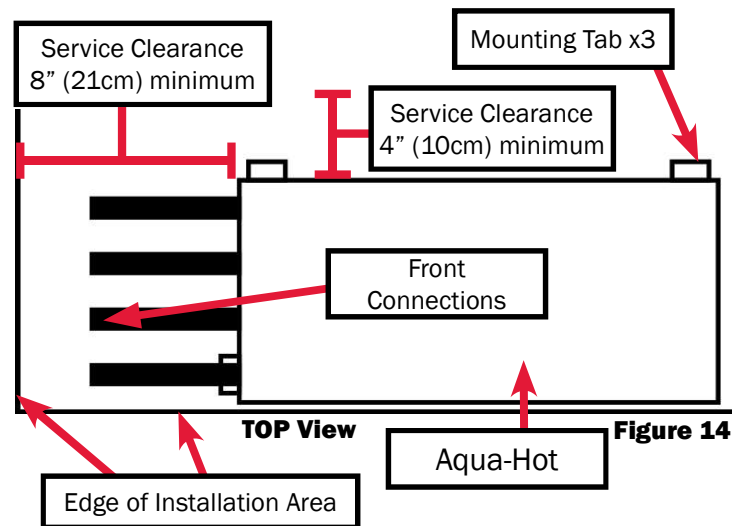 Service Clearance
8” (21cm) minimum
Mounting Tab x3
Service Clearance
4” (10cm) minimum
Front
Connections
TOP View
Figure 14
Aqua-Hot
Edge of Installation Area